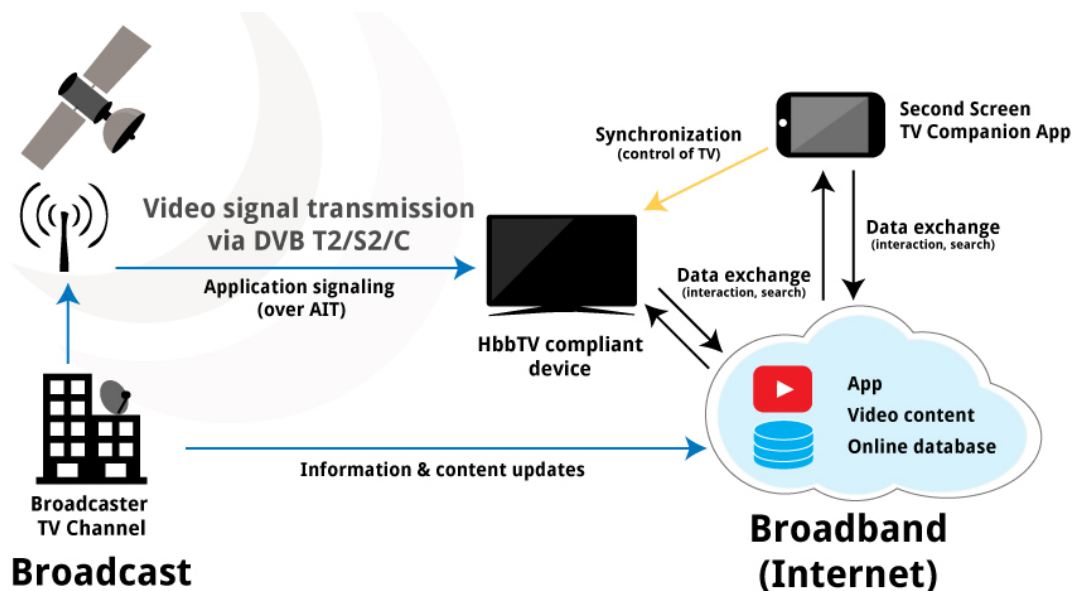 Second Screen
TV Companion App
Synchronization
(control of TV)
Video signal transmission
via DVB T2/S2/C
Application signaling
(over AIT)
Data exchange
(interaction, search)
Data exchange
(interaction, search)
HbbTV compliant
device
App
Video content
Online database
Information & content updates
Broadcaster
TV Channel
Broadcast
Broadband
(Internet)